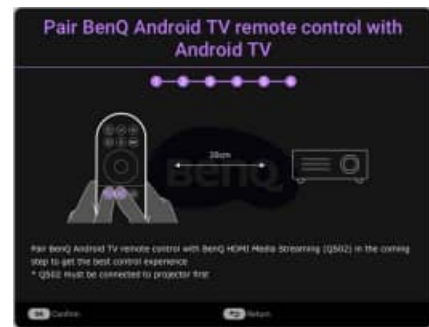 Pair BenQ Android TV remote control with
Android TV
20cm
BenQ
Pair BenQ Android TV remote control with BenQ HDMI Media Streaming (QS02) in the coming
step to get the best control experience
* QS02 must be connected to projector first
OK Confirm
Return